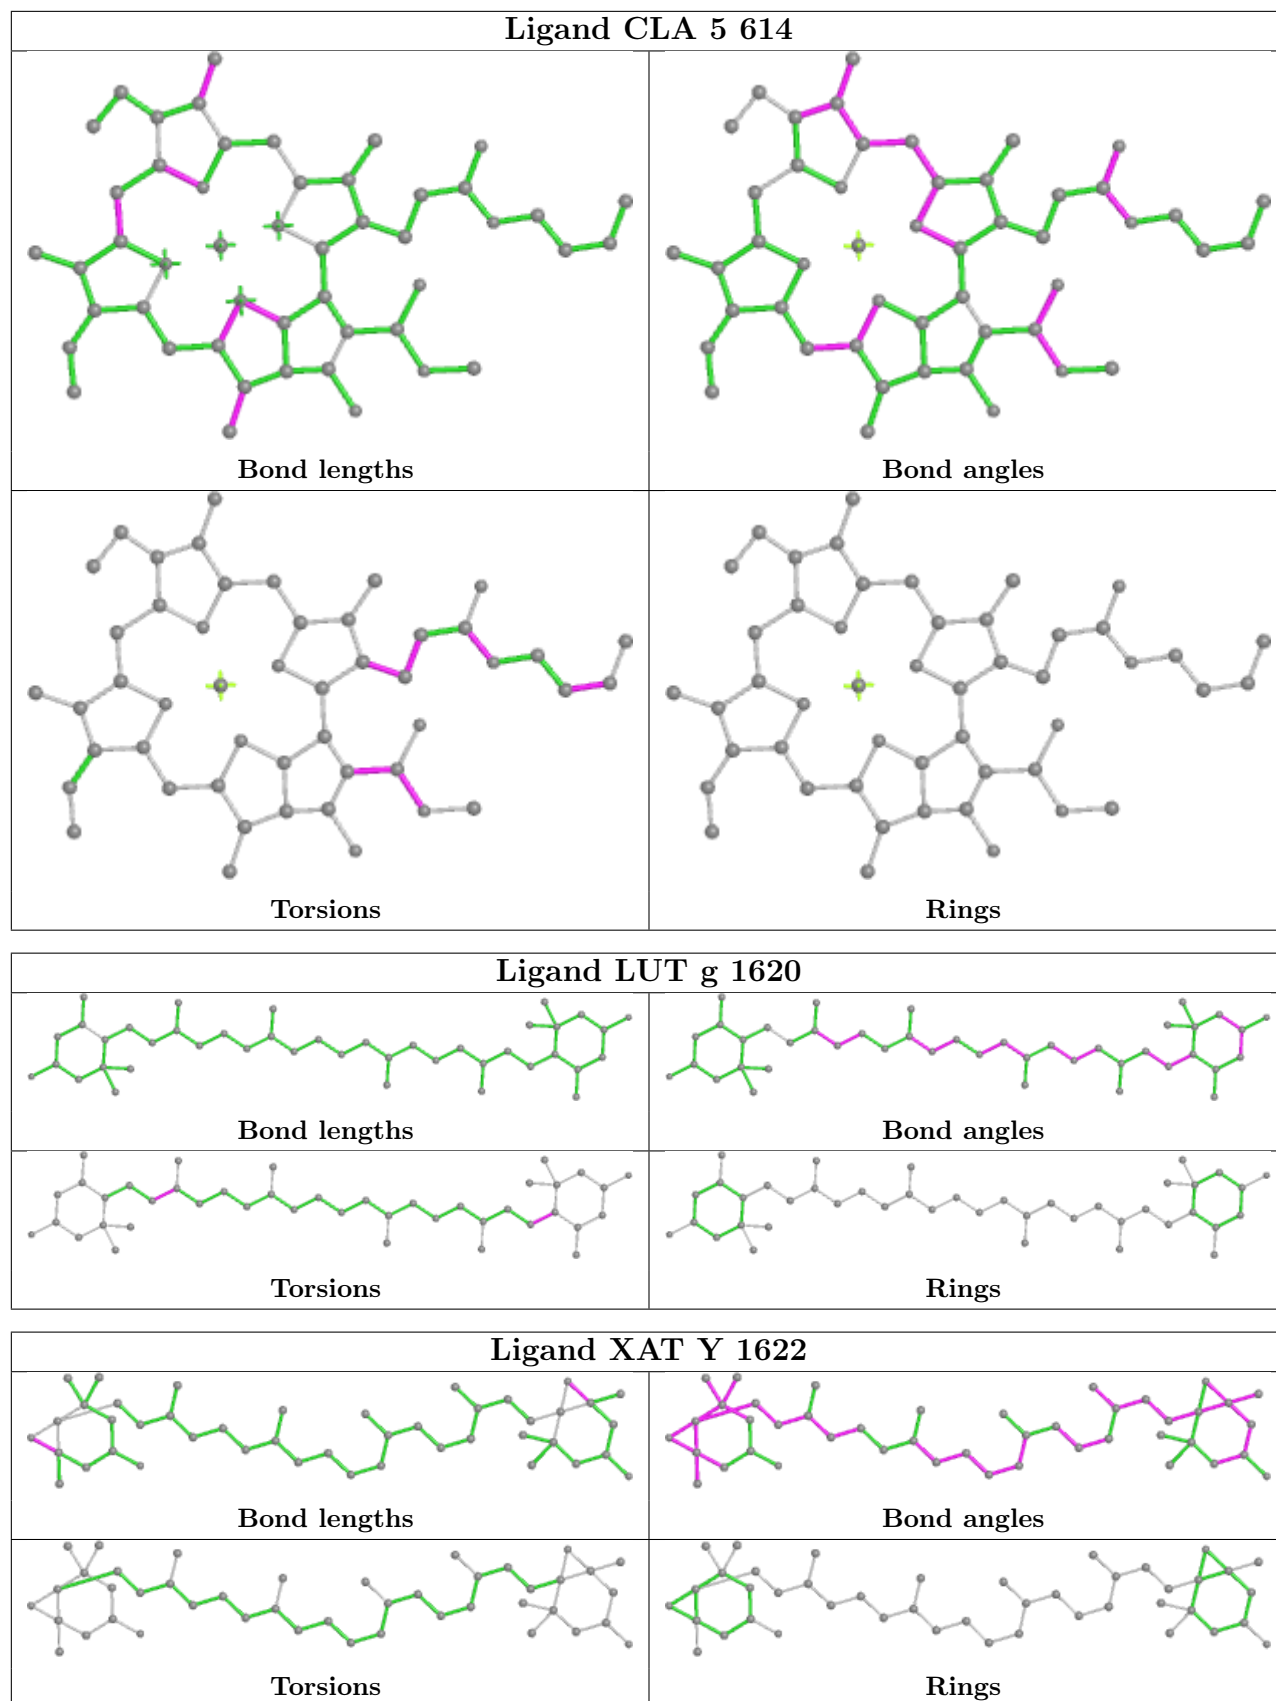 Ligand CLA 5 614
Bond lengths
Bond angles
Torsions
Rings
Ligand LUT g 1620
Bond lengths
Bond angles
Torsions
Rings
Ligand XAT Y 1622
Bond lengths
Bond angles
Torsions
Rings